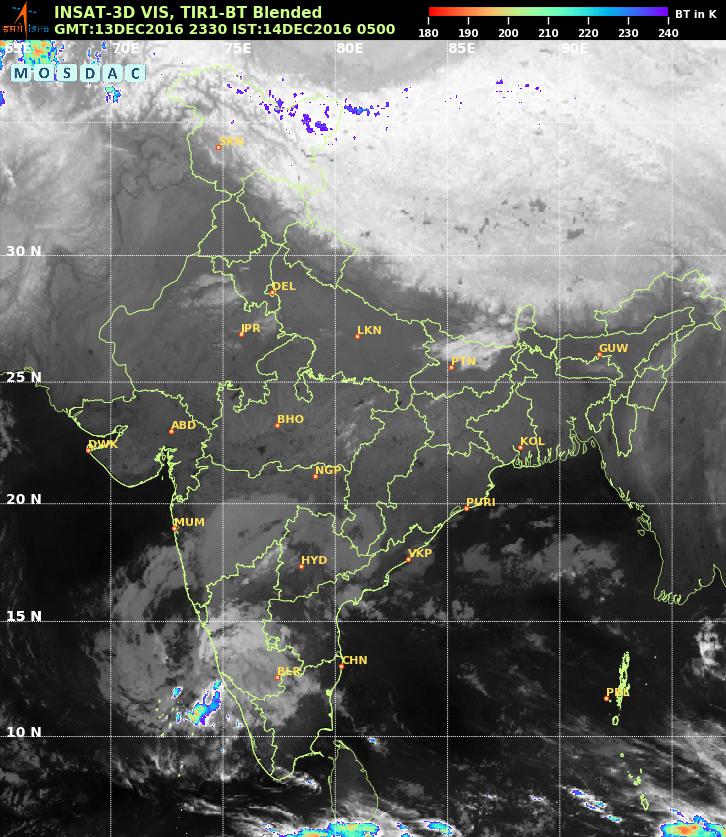 INSAT-3D VIS, TIR1-BT Blended
GMT:13DEC2016 2330 IST:14DEC2016 0500
BT in K
180 190 200 210 220 230 240
65E 70E 75E 80E 85E 90E
MOSDAC
SRN
30 N
DEL
JPR
LKN
GUW
PTN
25 N
ABD
BHO
DWK
KOL
NGP
20 N
PURI
MUM
VKP
HYD
15 N
CHN
BLR
PBL
10 N